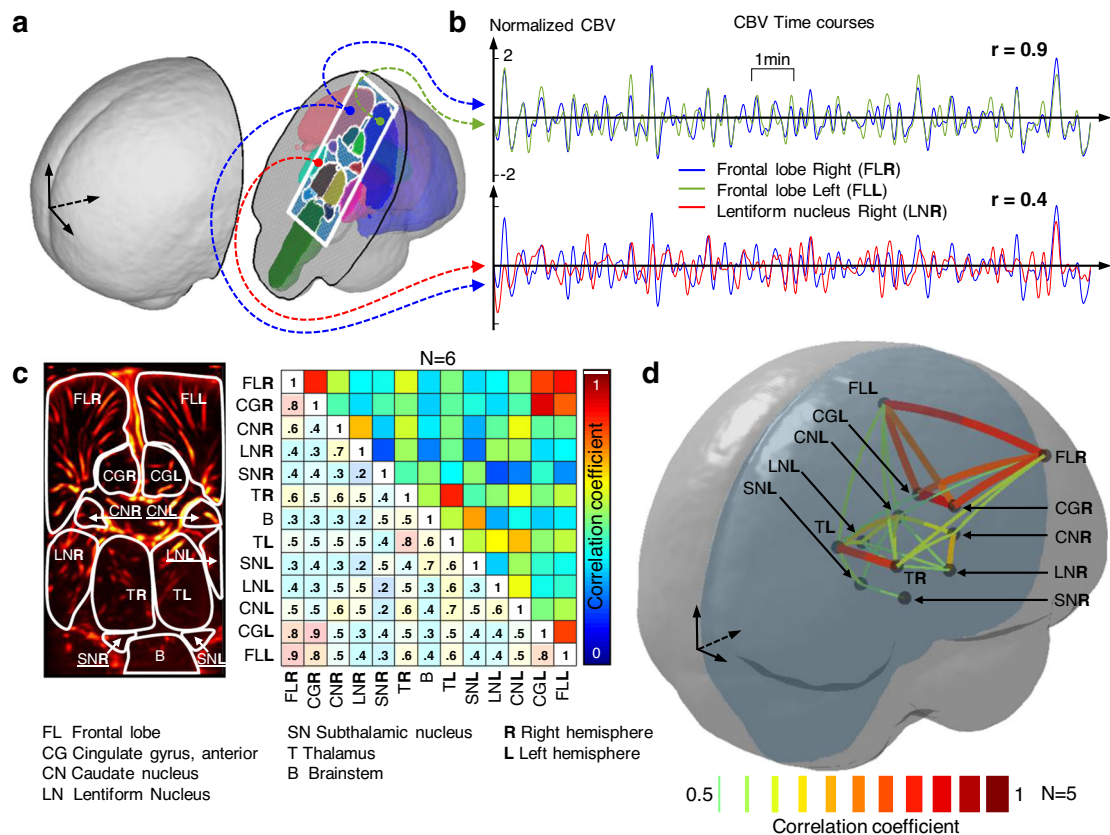 a
b
Normalized CBV
CBV Time courses
2
1min
r = 0.9
-2
Frontal lobe Right (FLR)
Frontal lobe Left (FLL)
Lentiform nucleus Right (LNR)
r = 0.4
2
c
N=6
FLR
FLL
CGR
CGL
CNR CNL
LNR
LNL
TR
TL
SNR
B
SNL
FLR 1
CGR .8 1
CNR .6 .4 1
LNR .4 .3 .7 1
SNR .4 .4 .3 .2 1
TR .6 .5 .6 .5 .4 1
B .3 .3 .3 .2 .5 .5 1
TL .5 .5 .5 .5 .4 .8 .6 1
SNL .4 .3 .4 .2 .5 .4 .7 .6 1
LNL .4 .4 .5 .5 .2 .5 .3 .6 .3 1
CNL .5 .5 .6 .5 .2 .6 .4 .7 .5 .6 1
CGL .8 .9 .5 .3 .4 .5 .3 .5 .4 .4 .5 1
FLL .9 .8 .5 .4 .3 .6 .4 .6 .4 .4 .6 .8 1
FLR CGR CNR LNR SNR TR B TL SNL LNL CNL CGL FLL
1
Correlation coefficient
0
d
FLL
CGL
CNL
LNL
SNL
TL
FLR
CGR
CNR
LNR
TR
SNR
0.5
1
N=5
Correlation coefficient
FL Frontal lobe
CG Cingulate gyrus, anterior
CN Caudate nucleus
LN Lentiform Nucleus
SN Subthalamic nucleus
T Thalamus
B Brainstem
R Right hemisphere
L Left hemisphere